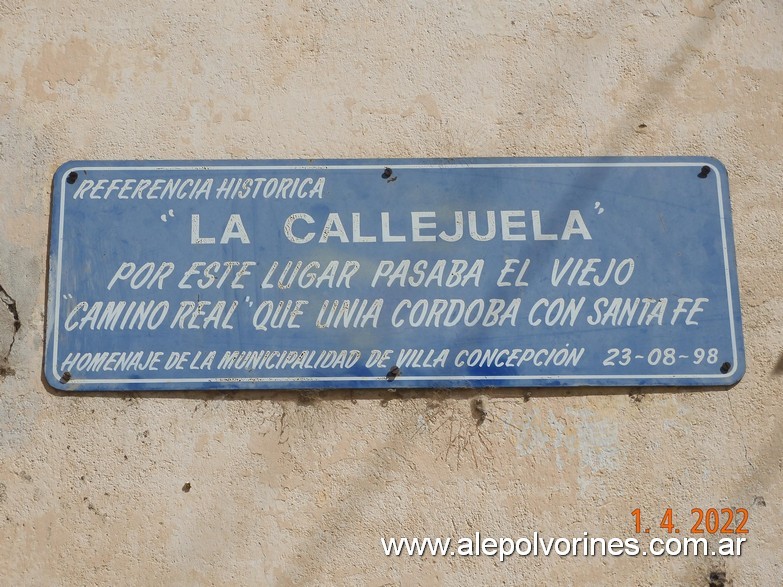 REFERENCIA HISTORICA
"LA CALLEJUELA"
POR ESTE LUGAR PASABA EL VIEJO
"CAMINO REAL" QUE UNIA CORDOBA CON SANTA FE
HOMENAJE DE LA MUNICIPALIDAD DE VILLA CONCEPCIÓN 23-08-98
1. 4. 2022
www.alepolvorines.com.ar